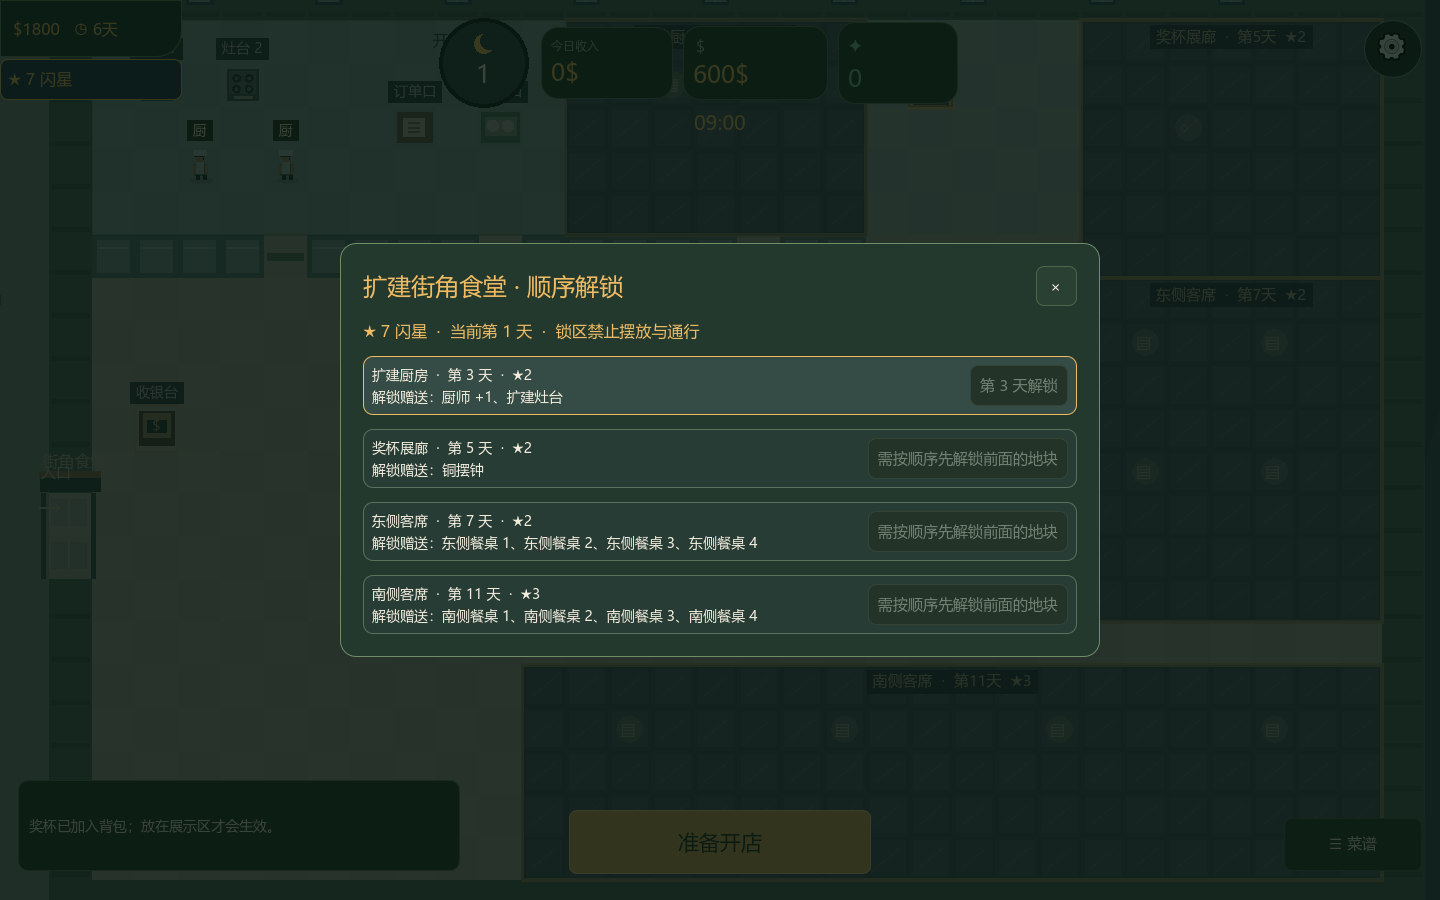 $1800 ◷ 6天
★ 7 闪星
灶台 2
厨
厨
订单口
1
今日收入
0$
$
600$
✦
0
09:00
奖杯展廊 · 第5天 ★2
扩建街角食堂 · 顺序解锁
×
★ 7 闪星 · 当前第 1 天 · 锁区禁止摆放与通行
扩建厨房 · 第 3 天 · ★2
解锁赠送：厨师 +1、扩建灶台
第 3 天解锁
奖杯展廊 · 第 5 天 · ★2
解锁赠送：铜摆钟
需按顺序先解锁前面的地块
东侧客席 · 第 7 天 · ★2
解锁赠送：东侧餐桌 1、东侧餐桌 2、东侧餐桌 3、东侧餐桌 4
需按顺序先解锁前面的地块
南侧客席 · 第 11 天 · ★3
解锁赠送：南侧餐桌 1、南侧餐桌 2、南侧餐桌 3、南侧餐桌 4
需按顺序先解锁前面的地块
东侧客席 · 第7天 ★2
收银台
$
街角食
入口
南侧客席 · 第11天 ★3
奖杯已加入背包；放在展示区才会生效。
准备开店
☰ 菜谱